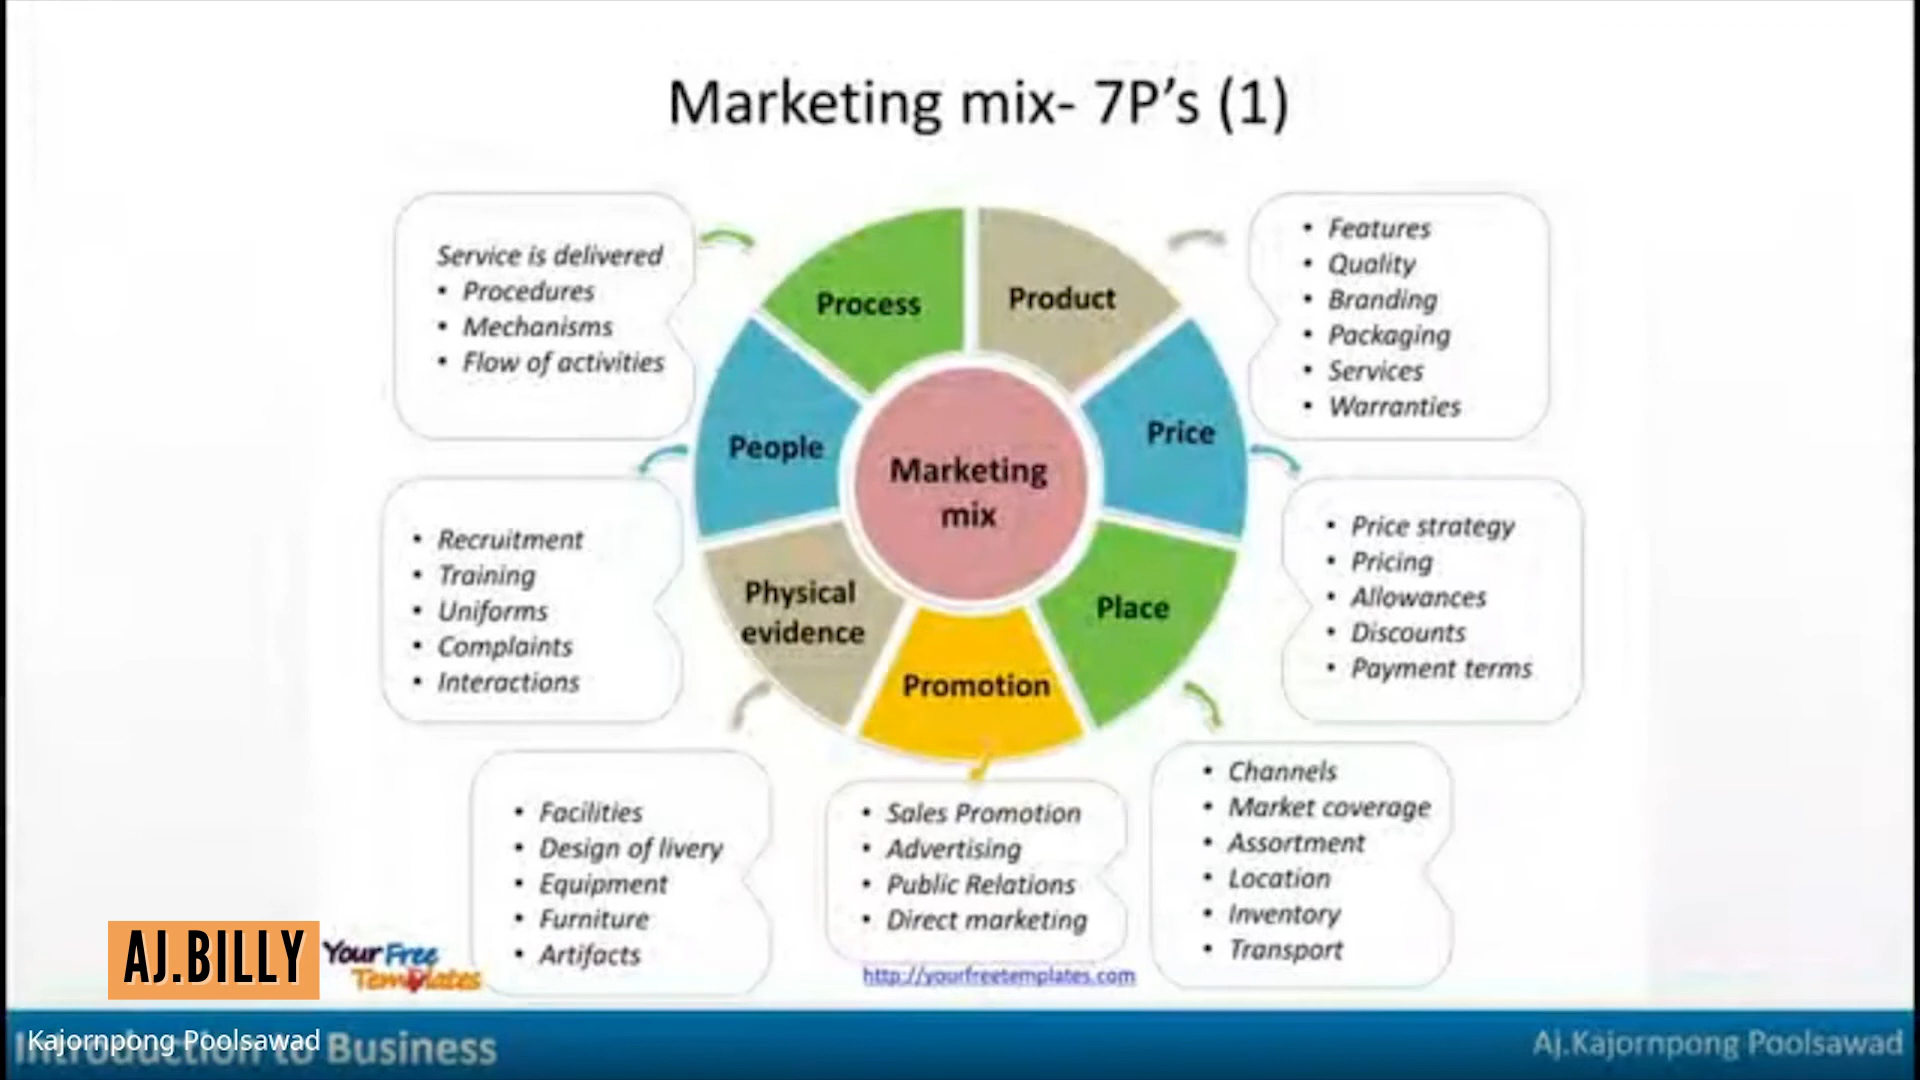 Marketing mix- 7P's (1)
Service is delivered
• Procedures
• Mechanisms
• Flow of activities
Process
Product
• Features
• Quality
• Branding
• Packaging
• Services
• Warranties
People
Marketing
mix
Price
• Recruitment
• Training
• Uniforms
• Complaints
• Interactions
• Price strategy
• Pricing
• Allowances
• Discounts
• Payment terms
Physical
evidence
Promotion
Place
• Facilities
• Design of livery
• Equipment
• Furniture
• Artifacts
• Sales Promotion
• Advertising
• Public Relations
• Direct marketing
• Channels
• Market coverage
• Assortment
• Location
• Inventory
• Transport
AJ.BILLY
Your Free
Templates
http://yourfreetemplates.com
Kajornpong Poolsawad
Introduction to Business
Aj.Kajornpong Poolsawad